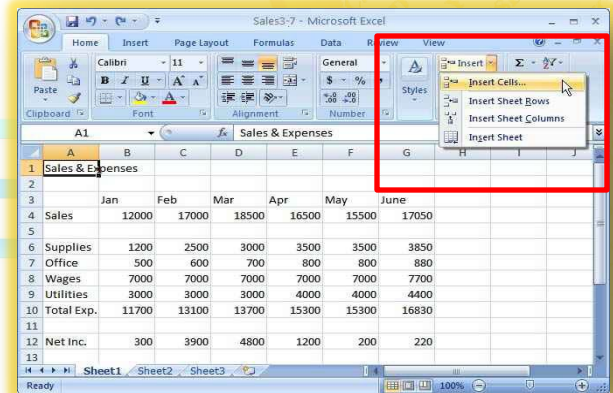 Sales3-7 - Microsoft Excel
Home Insert Page Layout Formulas Data Review View
Calibri 11 General Insert Σ
Paste B I U A A $ % , Styles Insert Cells...
A .00 .0 Insert Sheet Rows
Clipboard Font Alignment Number Insert Sheet Columns
Insert Sheet
A1 fx Sales & Expenses
A B C D E F G H I J
1 Sales & Expenses
2
3 Jan Feb Mar Apr May June
4 Sales 12000 17000 18500 16500 15500 17050
5
6 Supplies 1200 2500 3000 3500 3500 3850
7 Office 500 600 700 800 800 880
8 Wages 7000 7000 7000 7000 7000 7700
9 Utilities 3000 3000 3000 4000 4000 4400
10 Total Exp. 11700 13100 13700 15300 15300 16830
11
12 Net Inc. 300 3900 4800 1200 200 220
13
Sheet1 Sheet2 Sheet3
Ready 100%